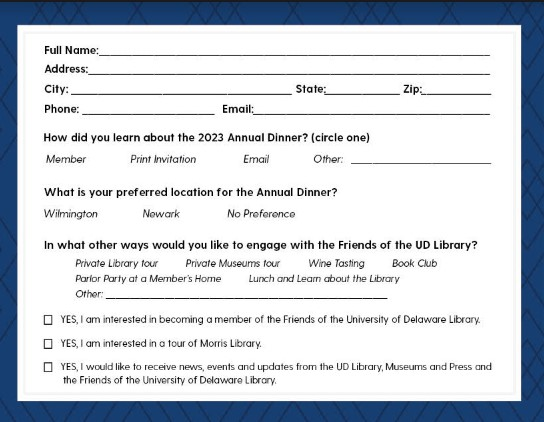 Full Name:
Address:
City: State: Zip:
Phone: Email:
How did you learn about the 2023 Annual Dinner? (circle one)
Member Print Invitation Email Other:
What is your preferred location for the Annual Dinner?
Wilmington Newark No Preference
In what other ways would you like to engage with the Friends of the UD Library?
Private Library tour Private Museums tour Wine Tasting Book Club
Parlor Party at a Member's Home Lunch and Learn about the Library
Other:
YES, I am interested in becoming a member of the Friends of the University of Delaware Library.
YES, I am interested in a tour of Morris Library.
YES, I would like to receive news, events and updates from the UD Library, Museums and Press and
the Friends of the University of Delaware Library.